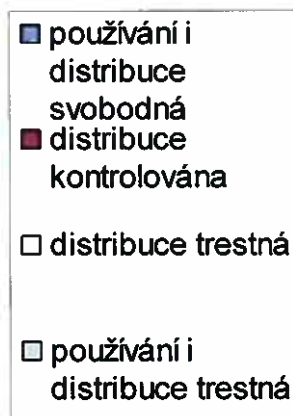 používání i
distribuce
svobodná
distribuce
kontrolována
distribuce trestná
používání i
distribuce trestná